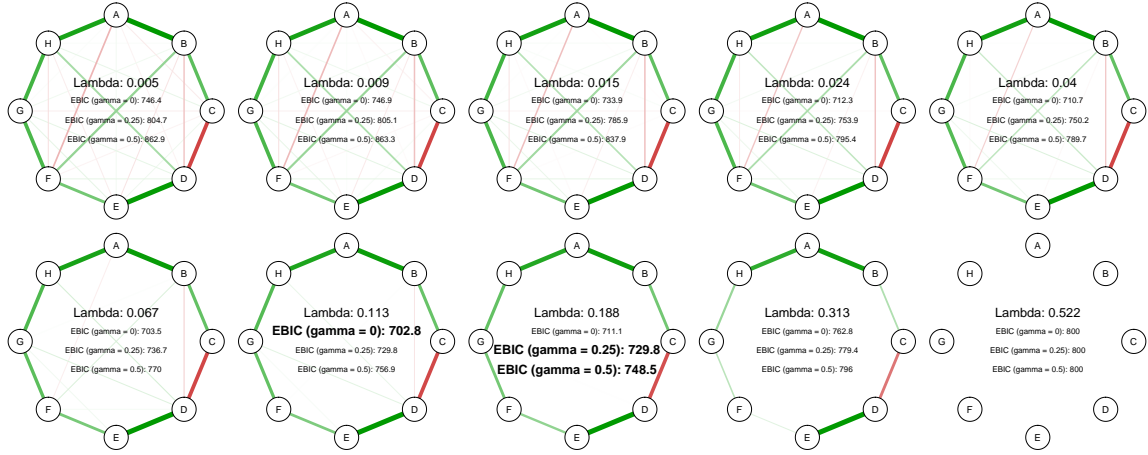 A
H
B
Lambda: 0.005
EBIC (gamma = 0): 746.4
G
C
EBIC (gamma = 0.25): 804.7
EBIC (gamma = 0.5): 862.9
F
D
E
A
H
B
Lambda: 0.009
EBIC (gamma = 0): 746.9
G
C
EBIC (gamma = 0.25): 805.1
EBIC (gamma = 0.5): 863.3
F
D
E
A
H
B
Lambda: 0.015
EBIC (gamma = 0): 733.9
G
C
EBIC (gamma = 0.25): 785.9
EBIC (gamma = 0.5): 837.9
F
D
E
A
H
B
Lambda: 0.024
EBIC (gamma = 0): 712.3
G
C
EBIC (gamma = 0.25): 753.9
EBIC (gamma = 0.5): 795.4
F
D
E
A
H
B
Lambda: 0.04
EBIC (gamma = 0): 710.7
G
C
EBIC (gamma = 0.25): 750.2
EBIC (gamma = 0.5): 789.7
F
D
E
A
H
B
Lambda: 0.067
EBIC (gamma = 0): 703.5
G
C
EBIC (gamma = 0.25): 736.7
EBIC (gamma = 0.5): 770
F
D
E
A
H
B
Lambda: 0.113
EBIC (gamma = 0): 702.8
G
C
EBIC (gamma = 0.25): 729.8
EBIC (gamma = 0.5): 756.9
F
D
E
A
H
B
Lambda: 0.188
EBIC (gamma = 0): 711.1
G
C
EBIC (gamma = 0.25): 729.8
EBIC (gamma = 0.5): 748.5
F
D
E
A
H
B
Lambda: 0.313
EBIC (gamma = 0): 762.8
G
C
EBIC (gamma = 0.25): 779.4
EBIC (gamma = 0.5): 796
F
D
E
A
H
B
Lambda: 0.522
EBIC (gamma = 0): 800
G
C
EBIC (gamma = 0.25): 800
EBIC (gamma = 0.5): 800
F
D
E